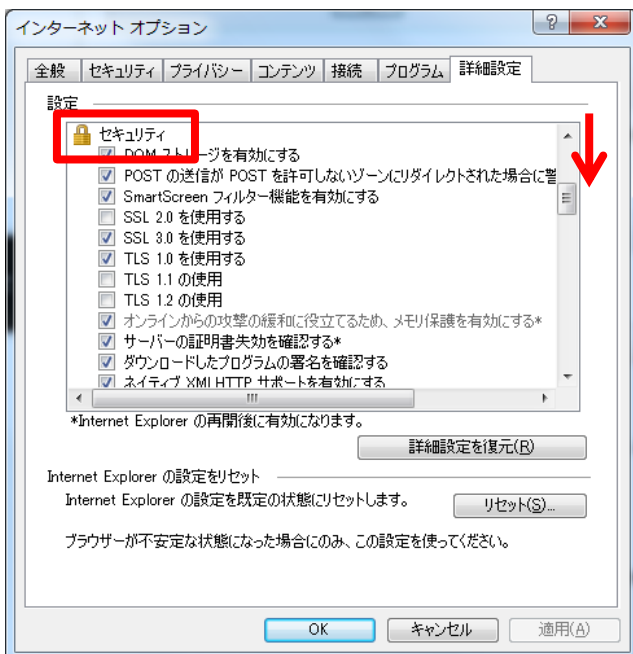 インターネット オプション
全般 セキュリティ プライバシー コンテンツ 接続 プログラム 詳細設定
設定
セキュリティ
DOM ストレージを有効にする
POST の送信が POST を許可しないゾーンにリダイレクトされた場合に警
SmartScreen フィルター機能を有効にする
SSL 2.0 を使用する
SSL 3.0 を使用する
TLS 1.0 を使用する
TLS 1.1 の使用
TLS 1.2 の使用
オンラインからの攻撃の緩和に役立てるため、メモリ保護を有効にする*
サーバーの証明書失効を確認する*
ダウンロードしたプログラムの署名を確認する
ネイティブ XMLHTTP サポートを有効にする
*Internet Explorer の再開後に有効になります。
詳細設定を復元(R)
Internet Explorer の設定をリセット
Internet Explorer の設定を既定の状態にリセットします。
リセット(S)...
ブラウザーが不安定な状態になった場合にのみ、この設定を使ってください。
OK キャンセル 適用(A)